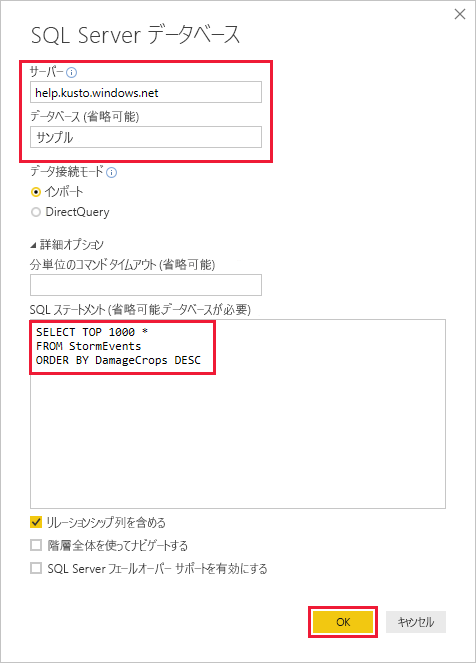 SQL Server データベース
サーバー
help.kusto.windows.net
データベース (省略可能)
サンプル
データ接続モード
インポート
DirectQuery
詳細オプション
分単位のコマンド タイムアウト (省略可能)
SQL ステートメント (省略可能、データベースが必要)
SELECT TOP 1000 *
FROM StormEvents
ORDER BY DamageCrops DESC
リレーションシップ列を含める
階層全体を使ってナビゲートする
SQL Server フェールオーバー サポートを有効にする
OK
キャンセル